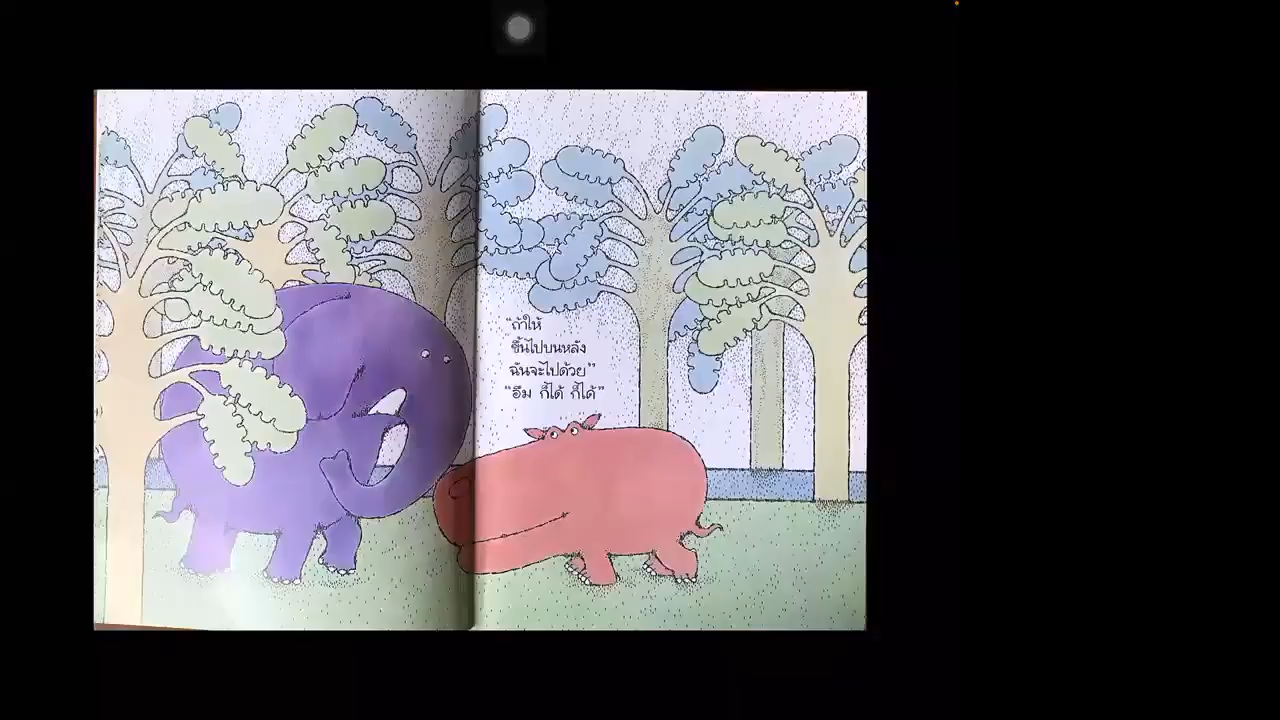 “ถ้าให้
ขึ้นไปบนหลัง
ฉันจะไปด้วย”
“อึม ก็ได้ ก็ได้”